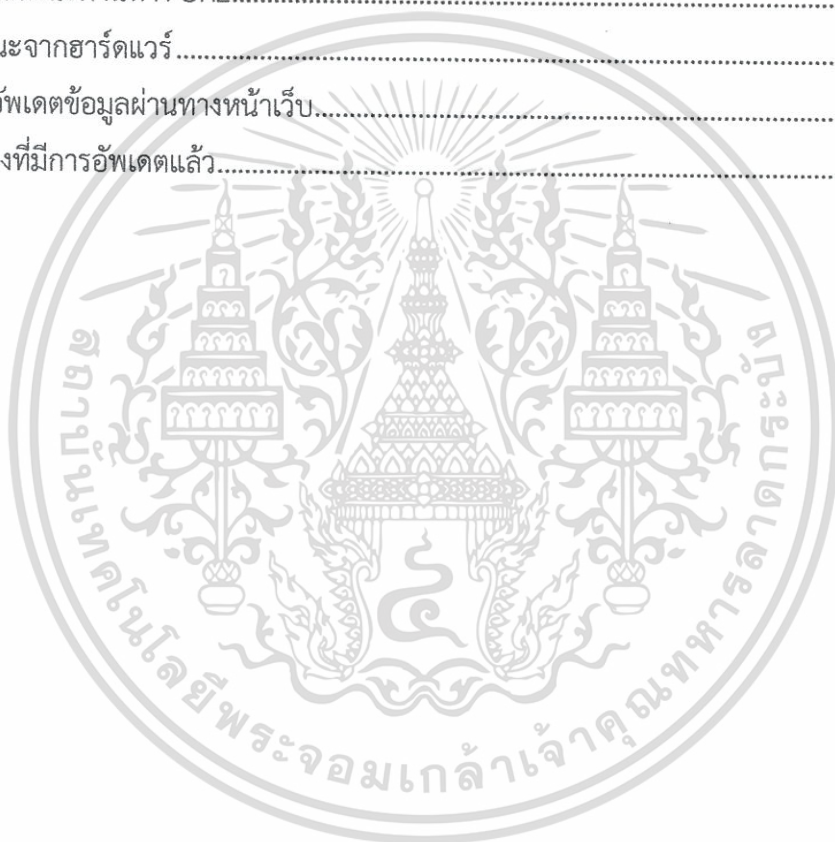 นะจากฮาร์ดแวร์
อัพเดตข้อมูลผ่านทางหน้าเว็บ
งที่มีการอัพเดตแล้ว
สถาบันเทคโนโลยีพระจอมเกล้าเจ้าคุณทหารลาดกระบัง
๔